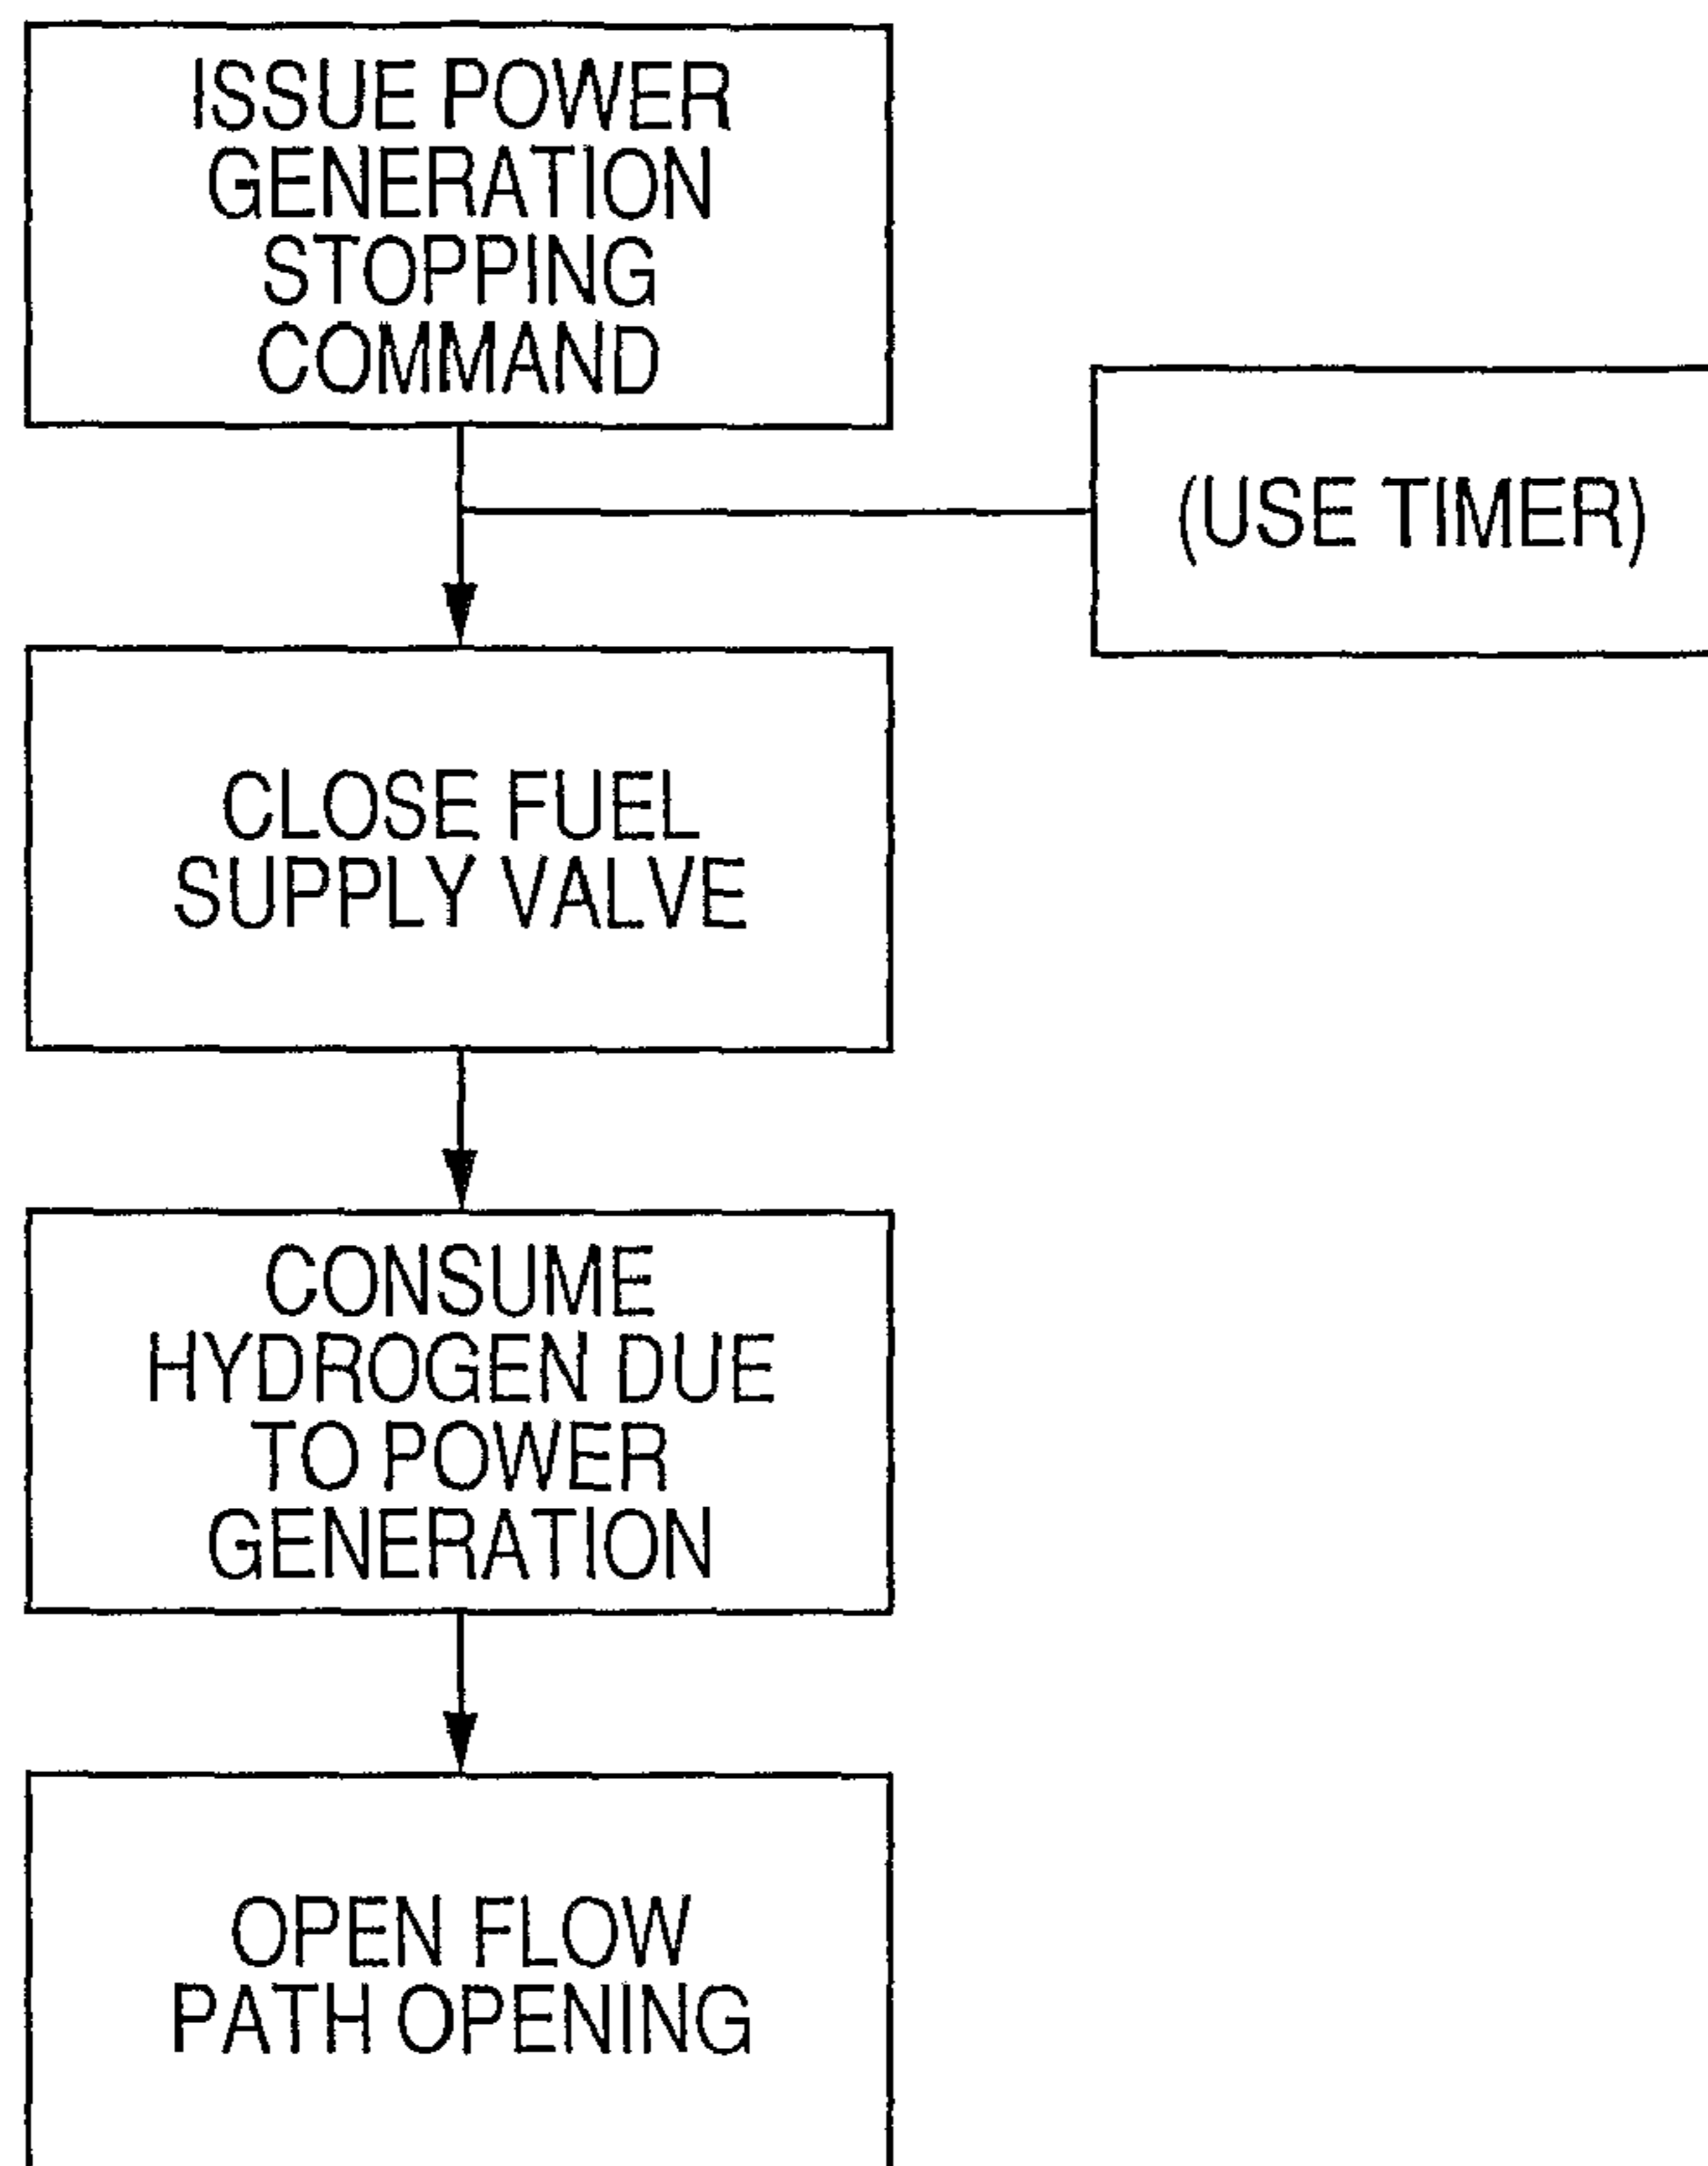 ISSUE POWER
GENERATION
STOPPING
COMMAND
(USE TIMER)
CLOSE FUEL
SUPPLY VALVE
CONSUME
HYDROGEN DUE
TO POWER
GENERATION
OPEN FLOW
PATH OPENING